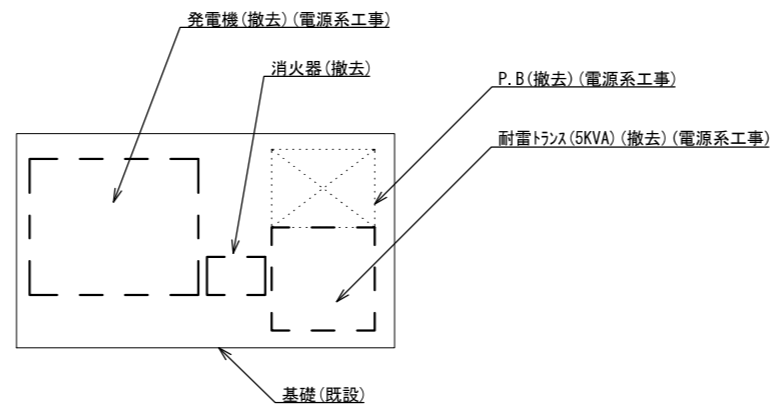 発電機(撤去)(電源系工事)
消火器(撤去)
P.B(撤去)(電源系工事)
耐雷ﾄﾗﾝｽ(5KVA)(撤去)(電源系工事)
基礎(既設)